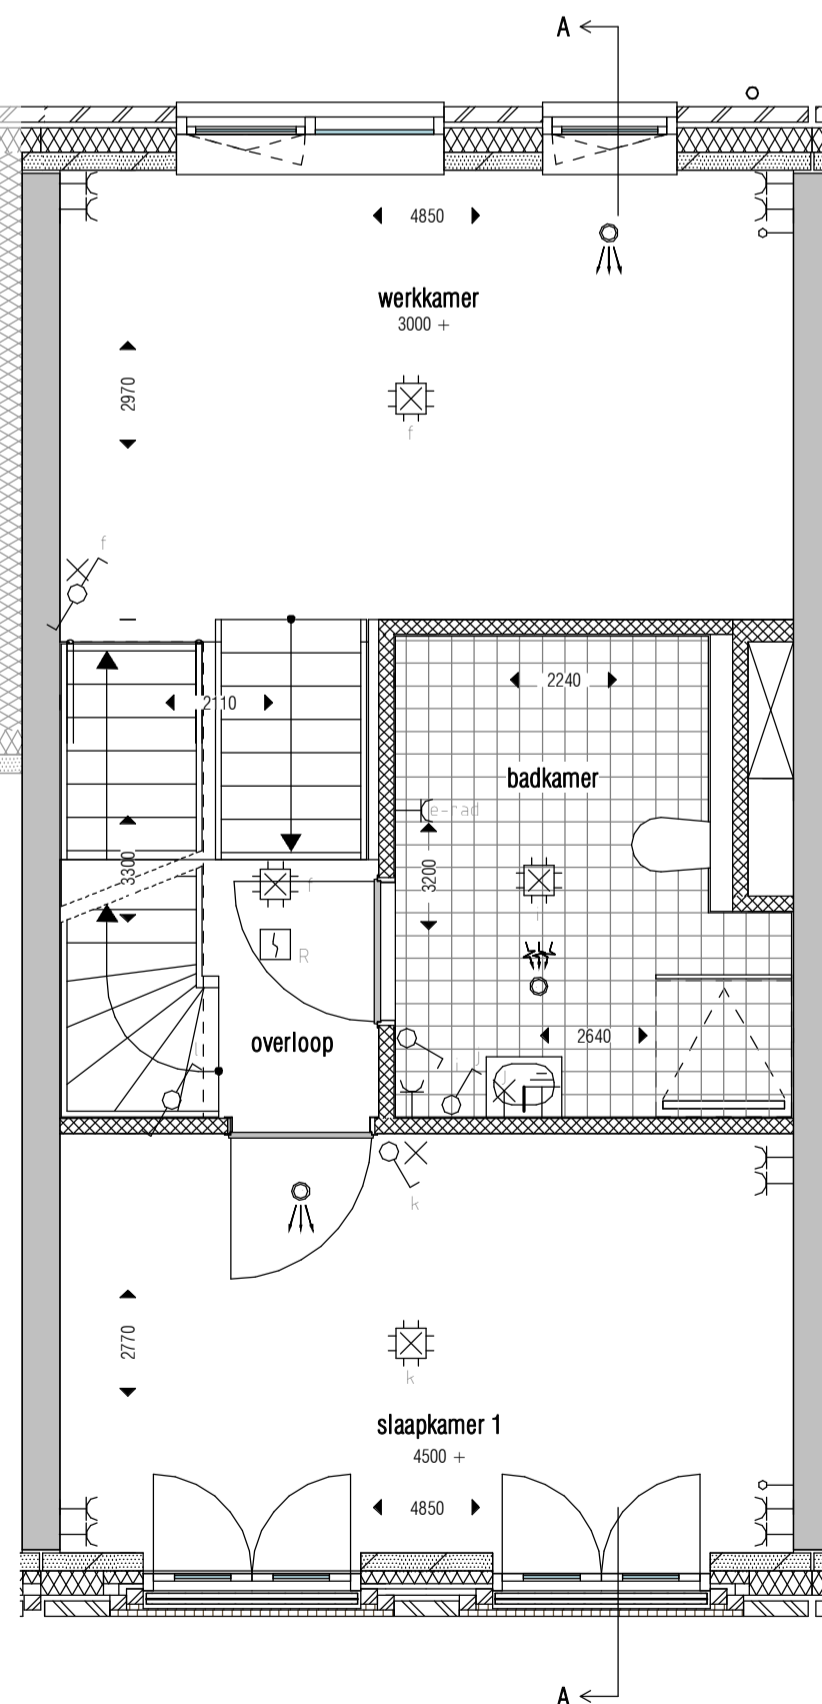 A
4850
werkkamer
3000 +
2970
f
f
2110
2240
badkamer
e-rad
3300
3200
f
R
overloop
2640
k
2770
k
slaapkamer 1
4500 +
4850
A